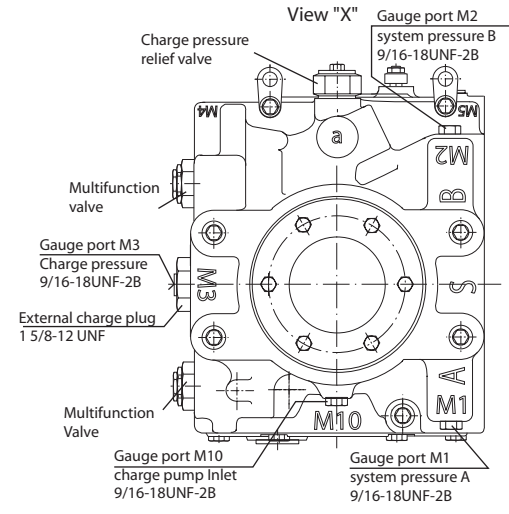 View "X"
Gauge port M2
system pressure B
9/16-18UNF-2B
Charge pressure
relief valve
M4
M5
a
M2
B
Multifunction
valve
Gauge port M3
Charge pressure
9/16-18UNF-2B
M3
S
External charge plug
1 5/8-12 UNF
A
M1
Multifunction
Valve
M10
Gauge port M10
charge pump Inlet
9/16-18UNF-2B
Gauge port M1
system pressure A
9/16-18UNF-2B